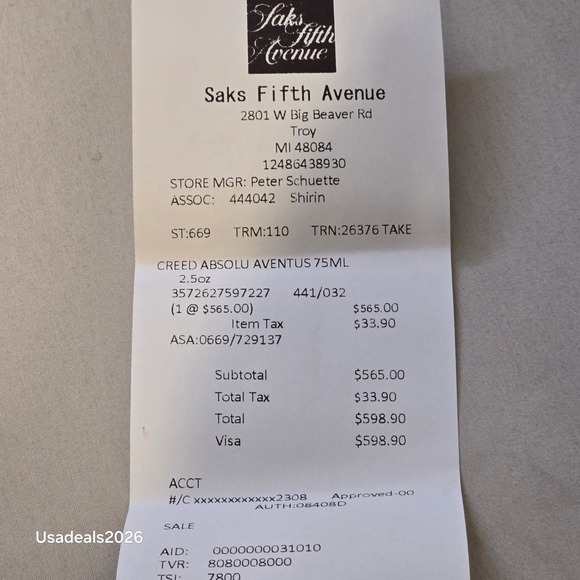 Saks
fifth
Avenue
Saks Fifth Avenue
2801 W Big Beaver Rd
Troy
MI 48084
12486438930
STORE MGR: Peter Schuette
ASSOC: 444042 Shirin
ST:669 TRM:110 TRN:26376 TAKE
CREED ABSOLU AVENTUS 75ML
2.5oz
3572627597227 441/032
(1 @ $565.00) $565.00
Item Tax $33.90
ASA:0669/729137
Subtotal $565.00
Total Tax $33.90
Total $598.90
Visa $598.90
ACCT
#/C xxxxxxxxxxxx2308 Approved-00
AUTH:08408D
SALE
Usadeals2026
AID: 0000000031010
TVR: 8080008000
TSI: 7800